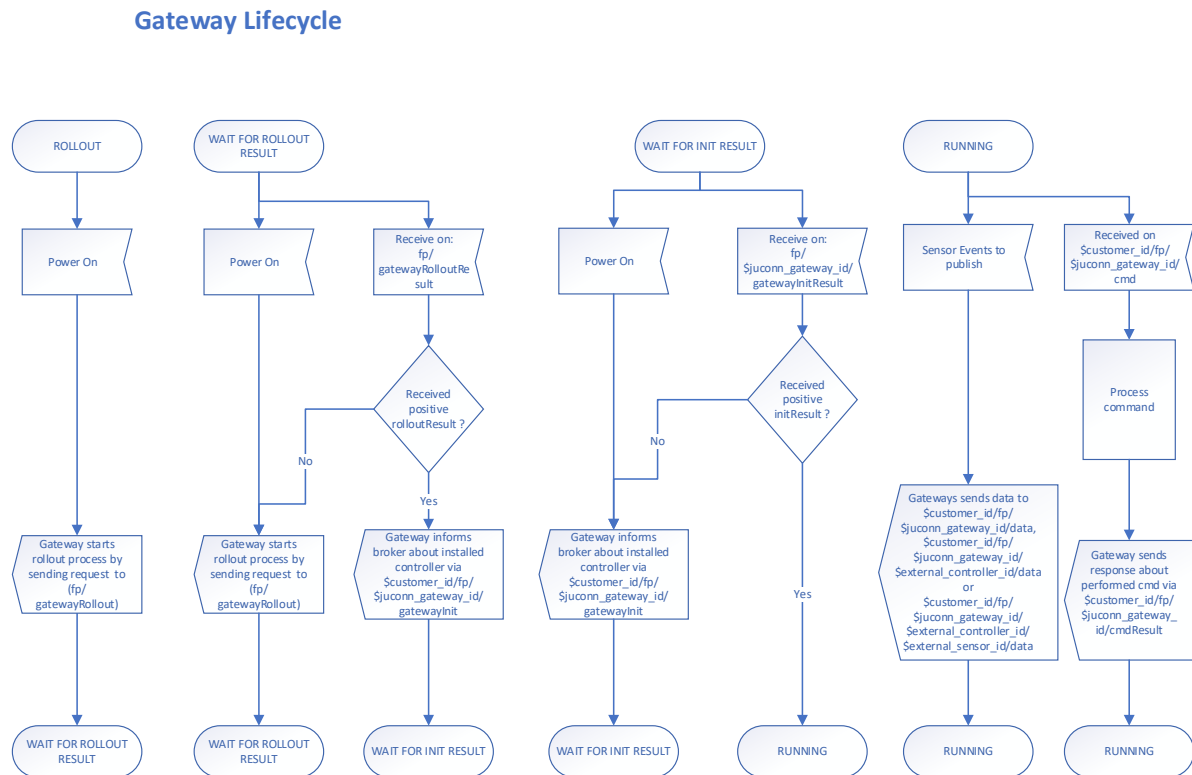 Gateway Lifecycle
ROLLOUT
WAIT FOR ROLLOUT
RESULT
WAIT FOR INIT RESULT
RUNNING
Power On
Power On
Receive on:
fp/
gatewayRolloutRe
sult
Power On
Receive on:
fp/
$juconn_gateway_id/
gatewayInitResult
Sensor Events to
publish
Received on
$customer_id/fp/
$juconn_gateway_id/
cmd
Received
positive
rolloutResult ?
Received
positive
initResult ?
Process
command
No
Yes
No
Yes
Gateway starts
rollout process by
sending request to
(fp/
gatewayRollout)
Gateway starts
rollout process by
sending request to
(fp/
gatewayRollout)
Gateway informs
broker about installed
controller via
$customer_id/fp/
$juconn_gateway_id/
gatewayInit
Gateway informs
broker about installed
controller via
$customer_id/fp/
$juconn_gateway_id/
gatewayInit
Gateways sends data to
$customer_id/fp/
$juconn_gateway_id/data,
$customer_id/fp/
$juconn_gateway_id/
$external_controller_id/data
or
$customer_id/fp/
$juconn_gateway_id/
$external_controller_id/
$external_sensor_id/data
Gateway sends
response about
performed cmd via
$customer_id/fp/
$juconn_gateway_
id/cmdResult
WAIT FOR ROLLOUT
RESULT
WAIT FOR ROLLOUT
RESULT
WAIT FOR INIT RESULT
WAIT FOR INIT RESULT
RUNNING
RUNNING
RUNNING